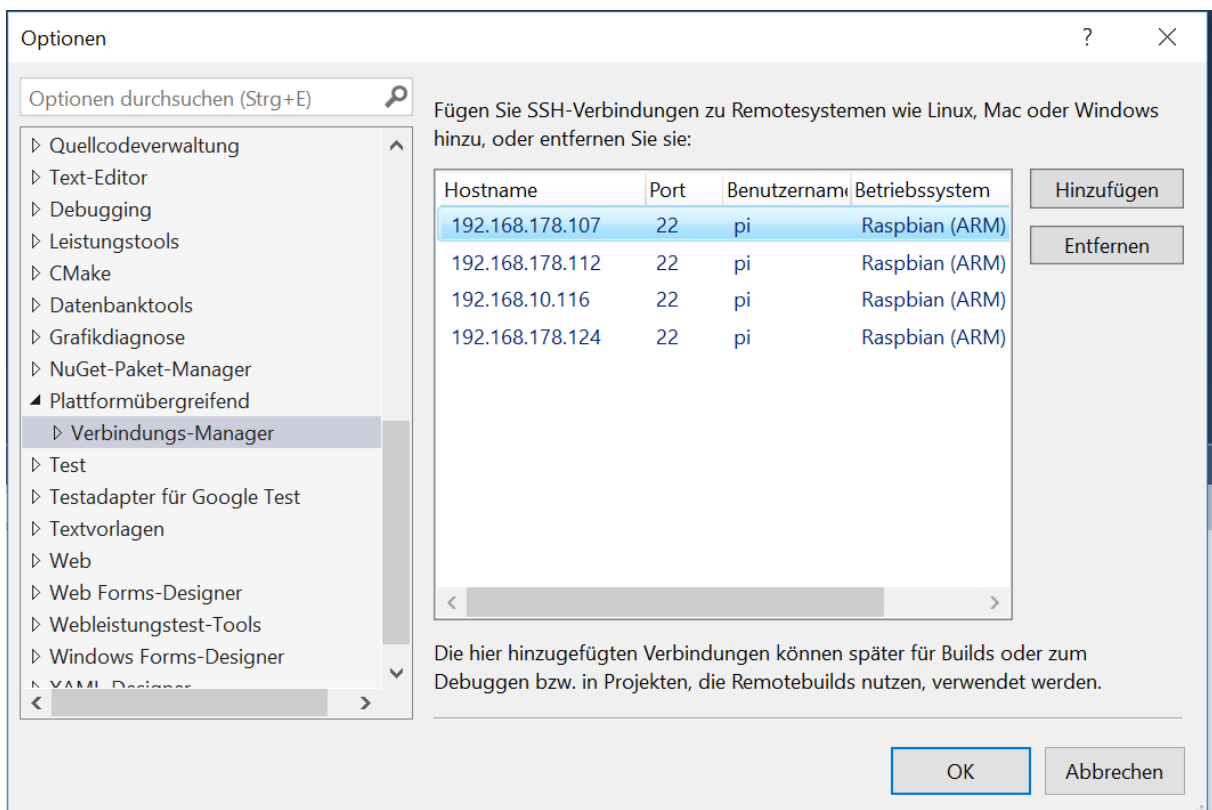 Optionen
?
Optionen durchsuchen (Strg+E)
Quellcodeverwaltung
Text-Editor
Debugging
Leistungstools
CMake
Datenbanktools
Grafikdiagnose
NuGet-Paket-Manager
Plattformübergreifend
Verbindungs-Manager
Test
Testadapter für Google Test
Textvorlagen
Web
Web Forms-Designer
Webleistungstest-Tools
Windows Forms-Designer
XAML-Designer
Fügen Sie SSH-Verbindungen zu Remotesystemen wie Linux, Mac oder Windows
hinzu, oder entfernen Sie sie:
Hostname Port Benutzername Betriebssystem
192.168.178.107 22 pi Raspbian (ARM)
192.168.178.112 22 pi Raspbian (ARM)
192.168.10.116 22 pi Raspbian (ARM)
192.168.178.124 22 pi Raspbian (ARM)
Hinzufügen
Entfernen
Die hier hinzugefügten Verbindungen können später für Builds oder zum
Debuggen bzw. in Projekten, die Remotebuilds nutzen, verwendet werden.
OK
Abbrechen